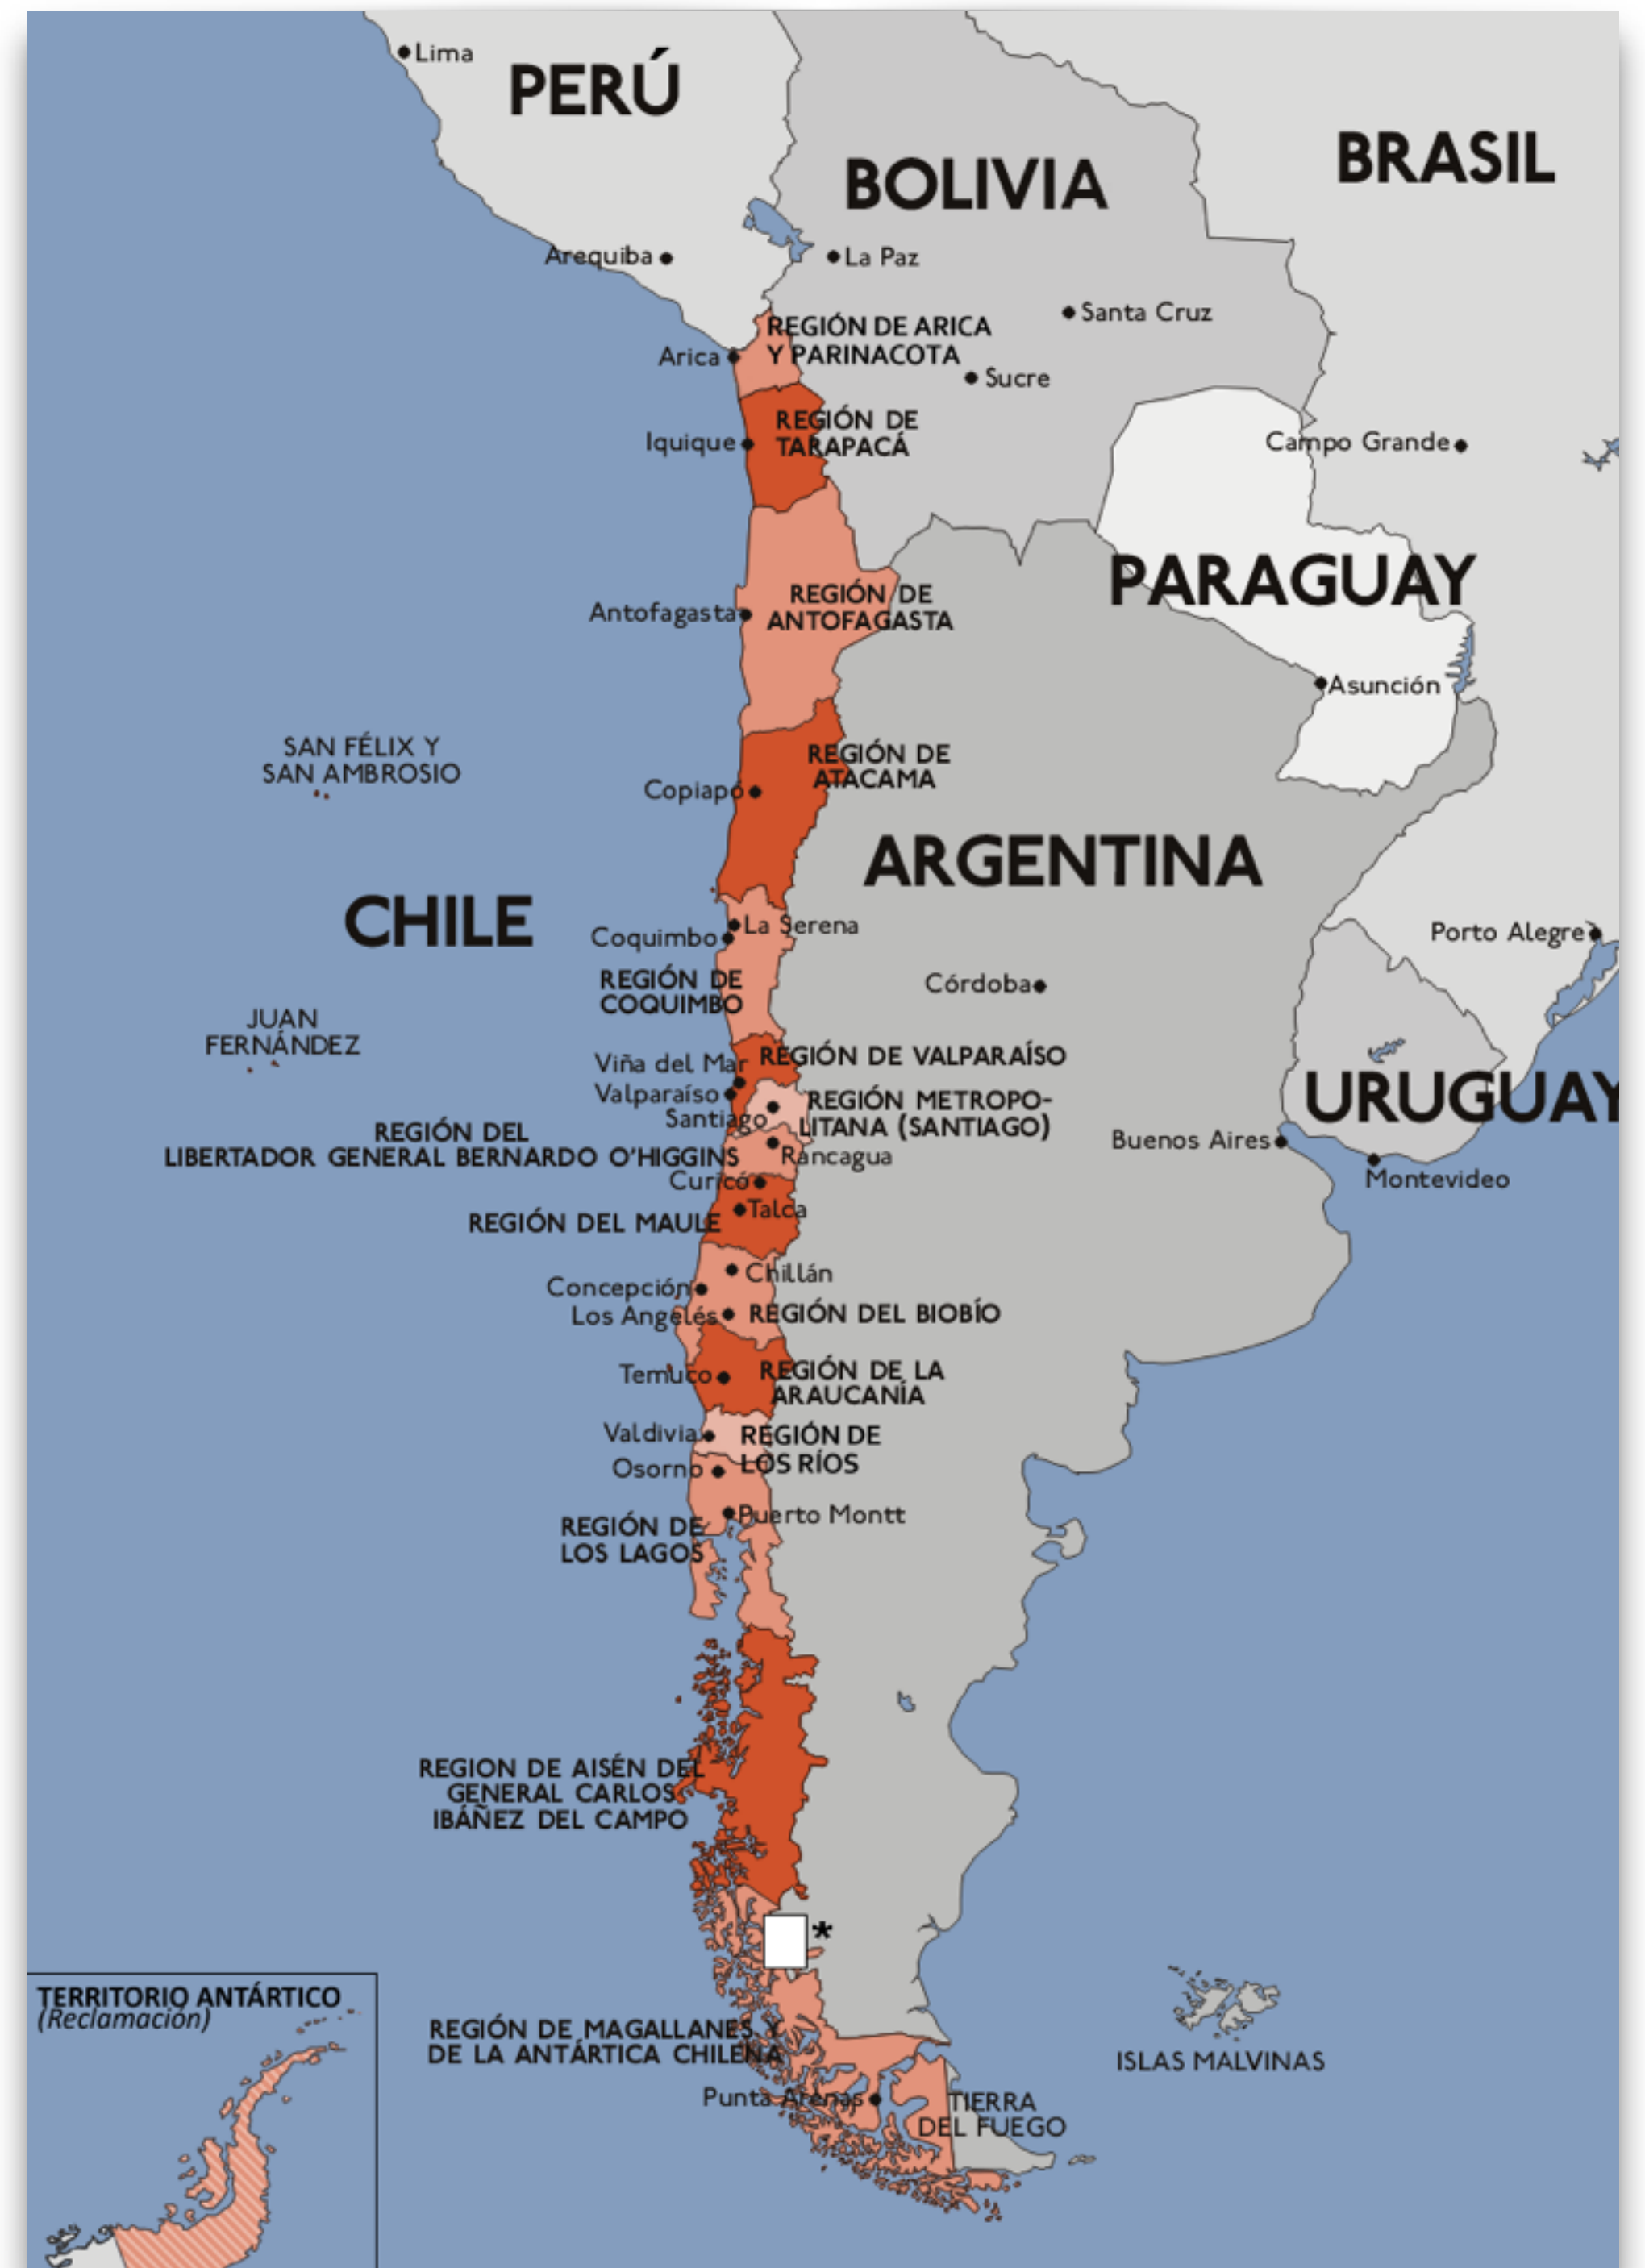 Lima
PERÚ
BRASIL
BOLIVIA
Arequiba
La Paz
Santa Cruz
REGIÓN DE ARICA
Y PARINACOTA
Arica
Sucre
REGIÓN DE
TARAPACÁ
Iquique
Campo Grande
PARAGUAY
REGIÓN DE
ANTOFAGASTA
Antofagasta
Asunción
SAN FÉLIX Y
SAN AMBROSIO
REGIÓN DE
ATACAMA
Copiapó
ARGENTINA
CHILE
La Serena
Coquimbo
Porto Alegre
REGIÓN DE
COQUIMBO
Córdoba
JUAN
FERNÁNDEZ
Viña del Mar
REGIÓN DE VALPARAÍSO
Valparaíso
URUGUAY
Santiago
REGIÓN METROPO-
LITANA (SANTIAGO)
REGIÓN DEL
LIBERTADOR GENERAL BERNARDO O'HIGGINS
Rancagua
Buenos Aires
Montevideo
Curicó
Talca
REGIÓN DEL MAULE
Chillán
Concepción
Los Angelés
REGIÓN DEL BIOBÍO
Temuco
REGIÓN DE LA
ARAUCANÍA
Valdivia
REGIÓN DE
LOS RÍOS
Osorno
Puerto Montt
REGIÓN DE
LOS LAGOS
REGION DE AISÉN DEL
GENERAL CARLOS
IBÁÑEZ DEL CAMPO
*
TERRITORIO ANTÁRTICO
(Reclamación)
REGIÓN DE MAGALLANES Y
DE LA ANTÁRTICA CHILENA
ISLAS MALVINAS
Punta Arenas
TIERRA
DEL FUEGO